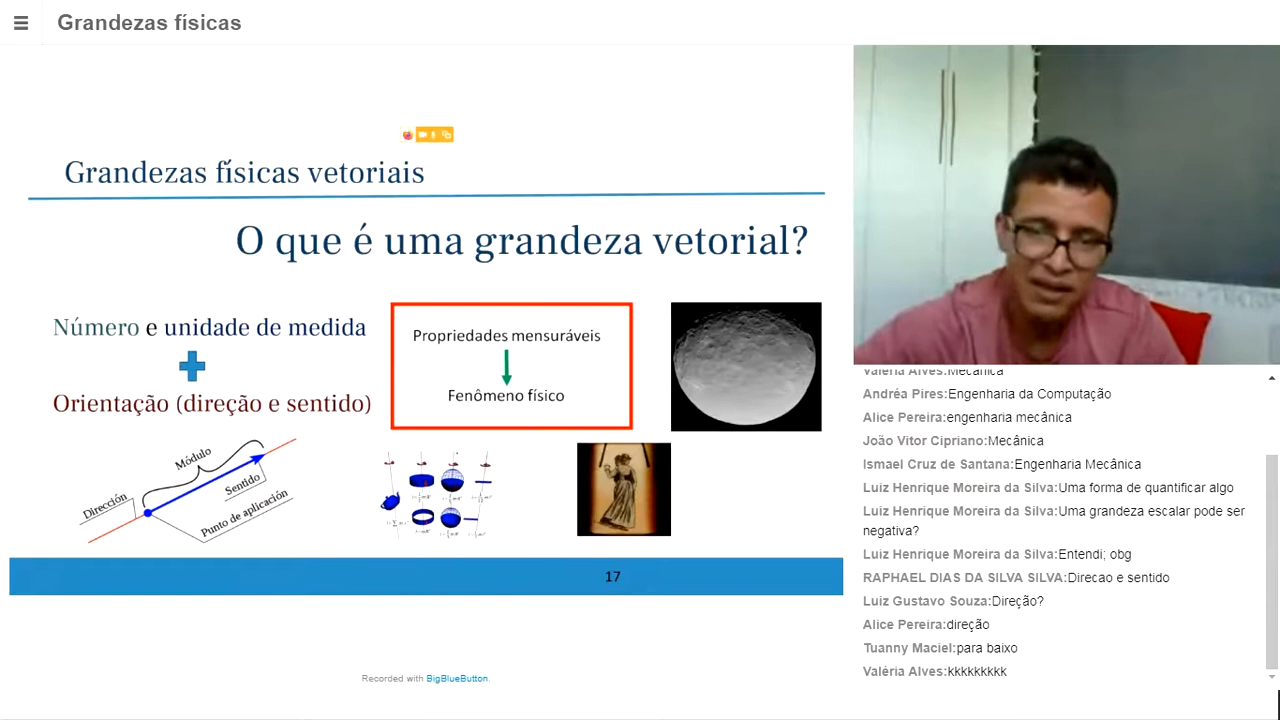 Grandezas físicas
Grandezas físicas vetoriais
O que é uma grandeza vetorial?
Número e unidade de medida
Orientação (direção e sentido)
Propriedades mensuráveis
Fenômeno físico
Módulo
Dirección
Sentido
Punto de aplicación
17
Recorded with BigBlueButton.
Valéria Alves:Mecânica
Andréa Pires:Engenharia da Computação
Alice Pereira:engenharia mecânica
João Vitor Cipriano:Mecânica
Ismael Cruz de Santana:Engenharia Mecânica
Luiz Henrique Moreira da Silva:Uma forma de quantificar algo
Luiz Henrique Moreira da Silva:Uma grandeza escalar pode ser
negativa?
Luiz Henrique Moreira da Silva:Entendi; obg
RAPHAEL DIAS DA SILVA SILVA:Direcao e sentido
Luiz Gustavo Souza:Direção?
Alice Pereira:direção
Tuanny Maciel:para baixo
Valéria Alves:kkkkkkkkk